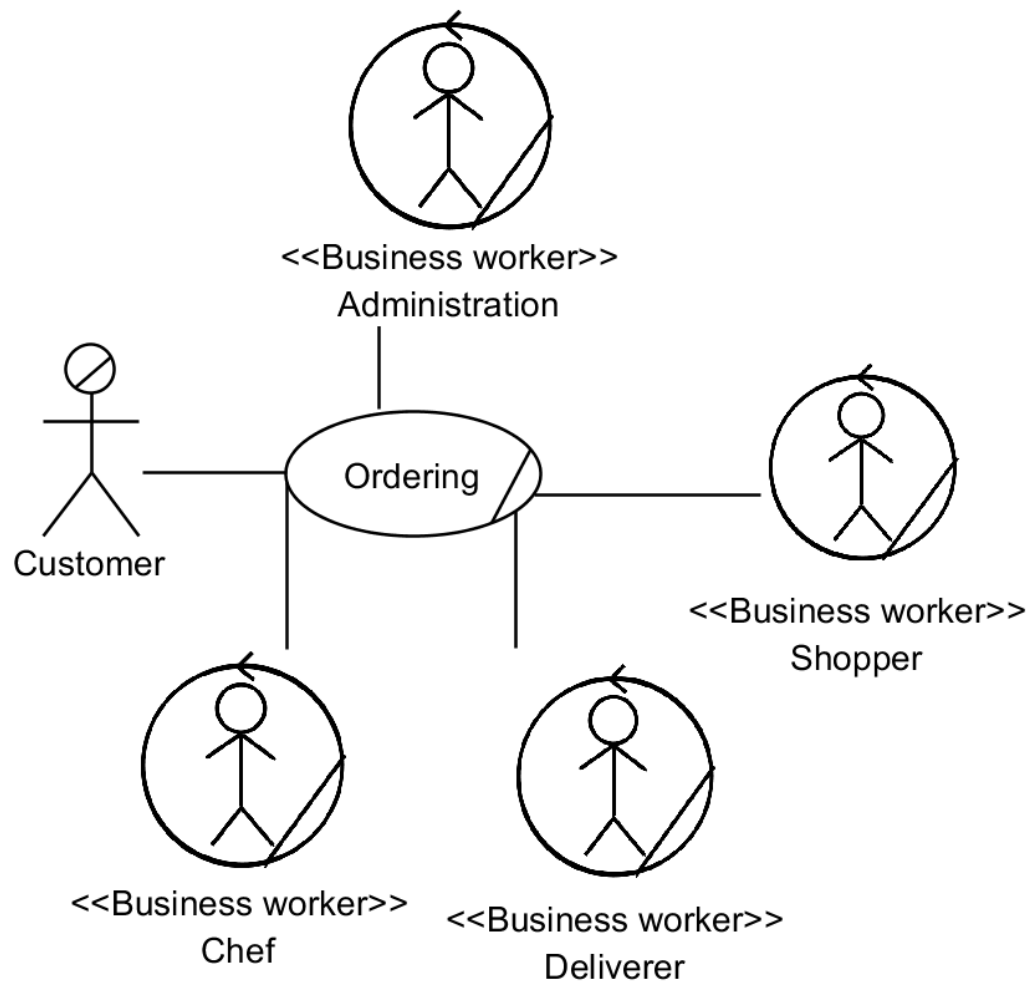 <<Business worker>>
Administration
Customer
Ordering
<<Business worker>>
Shopper
<<Business worker>>
Chef
<<Business worker>>
Deliverer